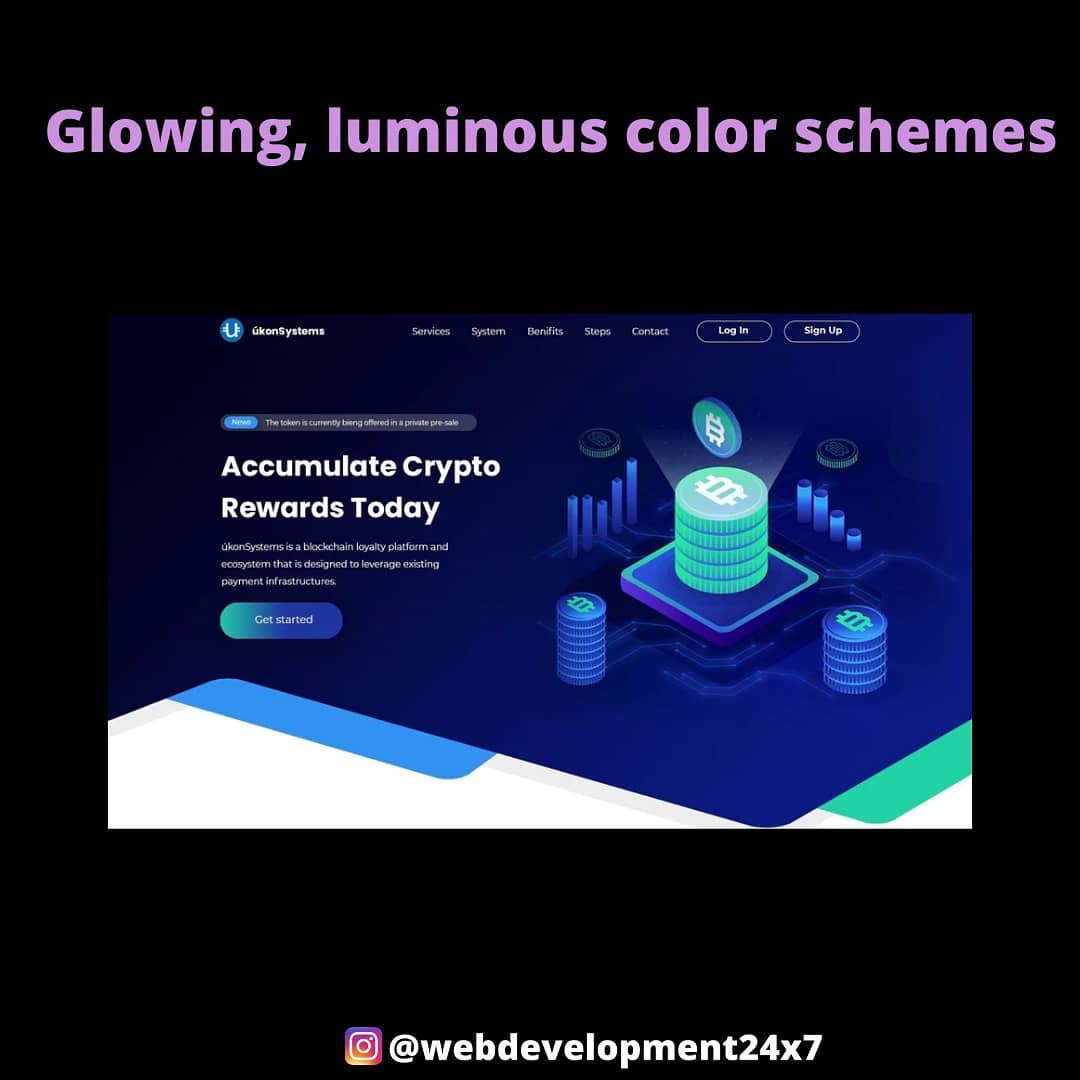 Glowing, luminous color schemes
úkonSystems
Services System Benifits Steps Contact Log In Sign Up
News The token is currently bieng offered in a private pre-sale
Accumulate Crypto
Rewards Today
úkonSystems is a blockchain loyalty platform and
ecosystem that is designed to leverage existing
payment infrastructures.
Get started
@webdevelopment24x7